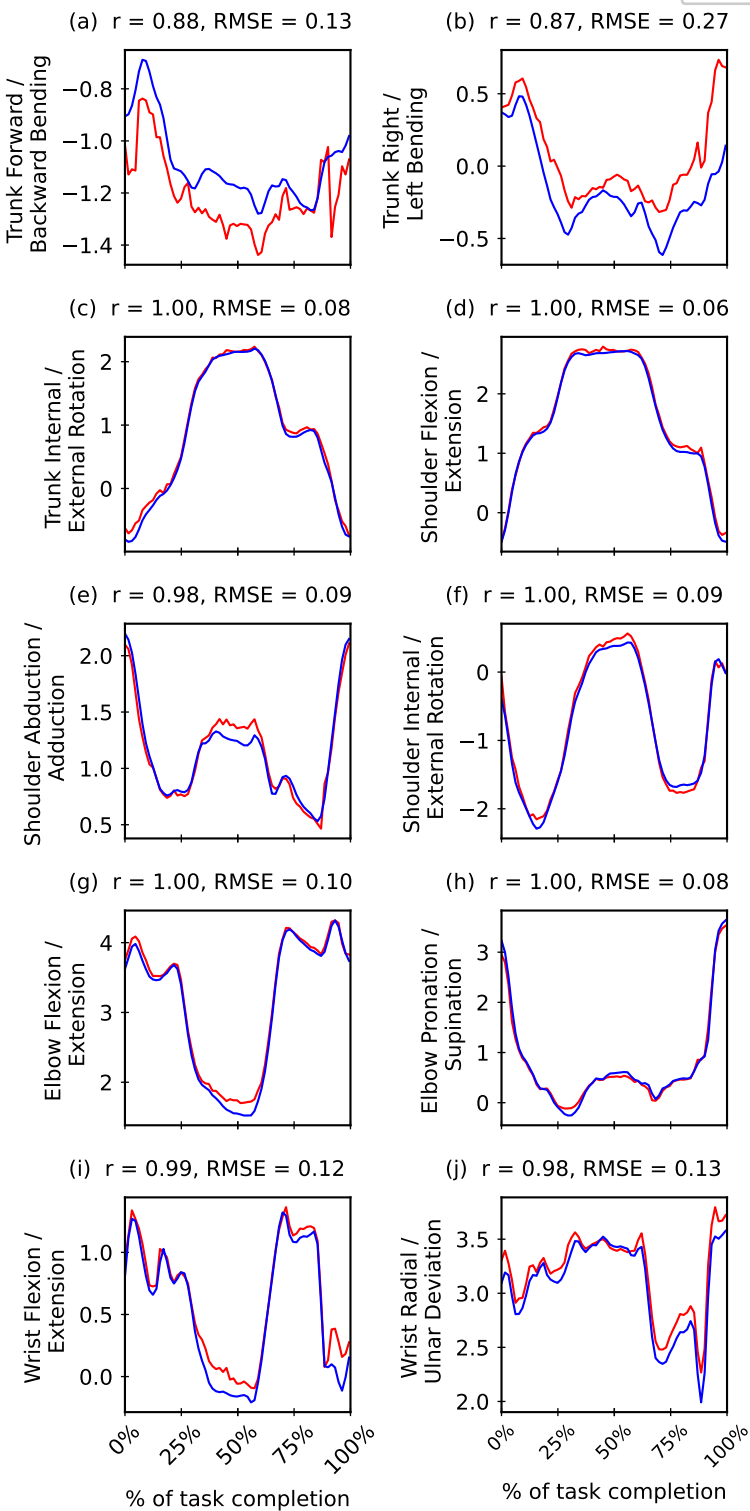 (a) r = 0.88, RMSE = 0.13
Trunk Forward /
Backward Bending
−0.8
−1.0
−1.2
−1.4
(b) r = 0.87, RMSE = 0.27
Trunk Right /
Left Bending
0.5
0.0
−0.5
(c) r = 1.00, RMSE = 0.08
Trunk Internal /
External Rotation
2
1
0
(d) r = 1.00, RMSE = 0.06
Shoulder Flexion /
Extension
2
1
0
(e) r = 0.98, RMSE = 0.09
Shoulder Abduction /
Adduction
2.0
1.5
1.0
0.5
(f) r = 1.00, RMSE = 0.09
Shoulder Internal /
External Rotation
0
−1
−2
(g) r = 1.00, RMSE = 0.10
Elbow Flexion /
Extension
4
3
2
(h) r = 1.00, RMSE = 0.08
Elbow Pronation /
Supination
3
2
1
0
(i) r = 0.99, RMSE = 0.12
Wrist Flexion /
Extension
1.0
0.5
0.0
0%
25%
50%
75%
100%
% of task completion
(j) r = 0.98, RMSE = 0.13
Wrist Radial /
Ulnar Deviation
3.5
3.0
2.5
2.0
0%
25%
50%
75%
100%
% of task completion